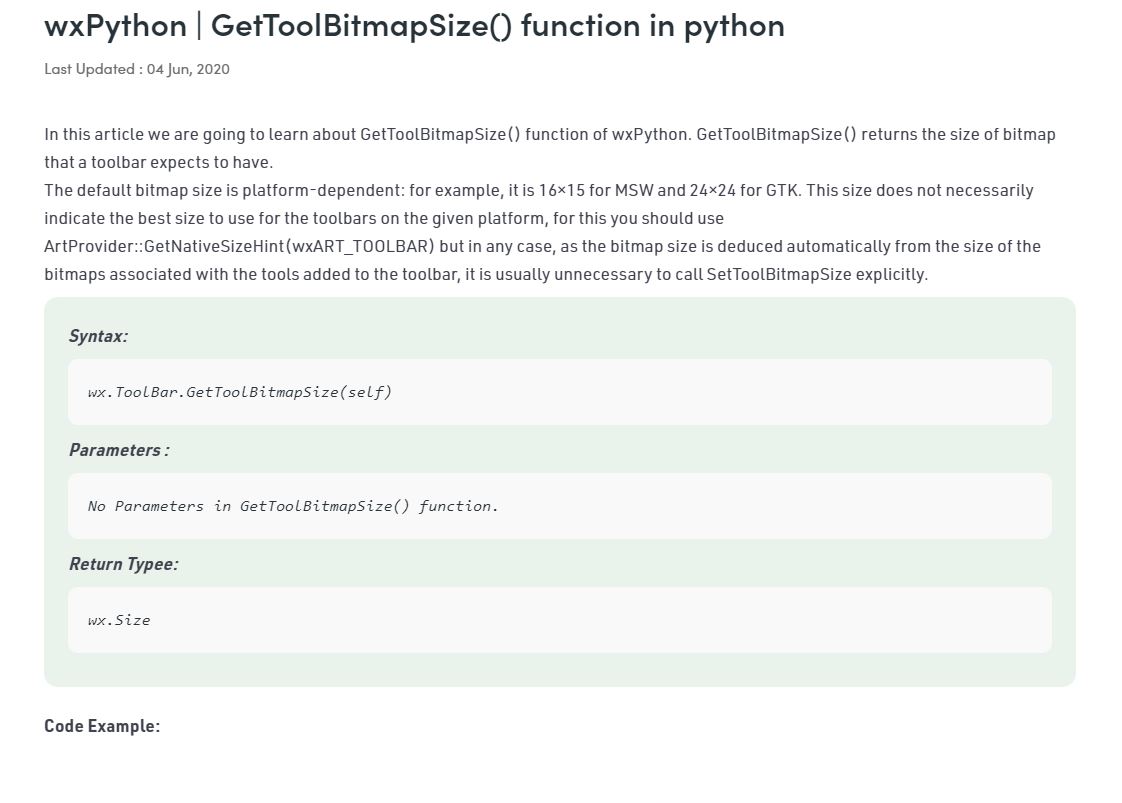 wxPython | GetToolBitmapSize() function in python
Last Updated : 04 Jun, 2020
In this article we are going to learn about GetToolBitmapSize() function of wxPython. GetToolBitmapSize() returns the size of bitmap
that a toolbar expects to have.
The default bitmap size is platform-dependent: for example, it is 16×15 for MSW and 24×24 for GTK. This size does not necessarily
indicate the best size to use for the toolbars on the given platform, for this you should use
ArtProvider::GetNativeSizeHint(wxART_TOOLBAR) but in any case, as the bitmap size is deduced automatically from the size of the
bitmaps associated with the tools added to the toolbar, it is usually unnecessary to call SetToolBitmapSize explicitly.
Syntax:
wx.ToolBar.GetToolBitmapSize(self)
Parameters :
No Parameters in GetToolBitmapSize() function.
Return Typee:
wx.Size
Code Example: